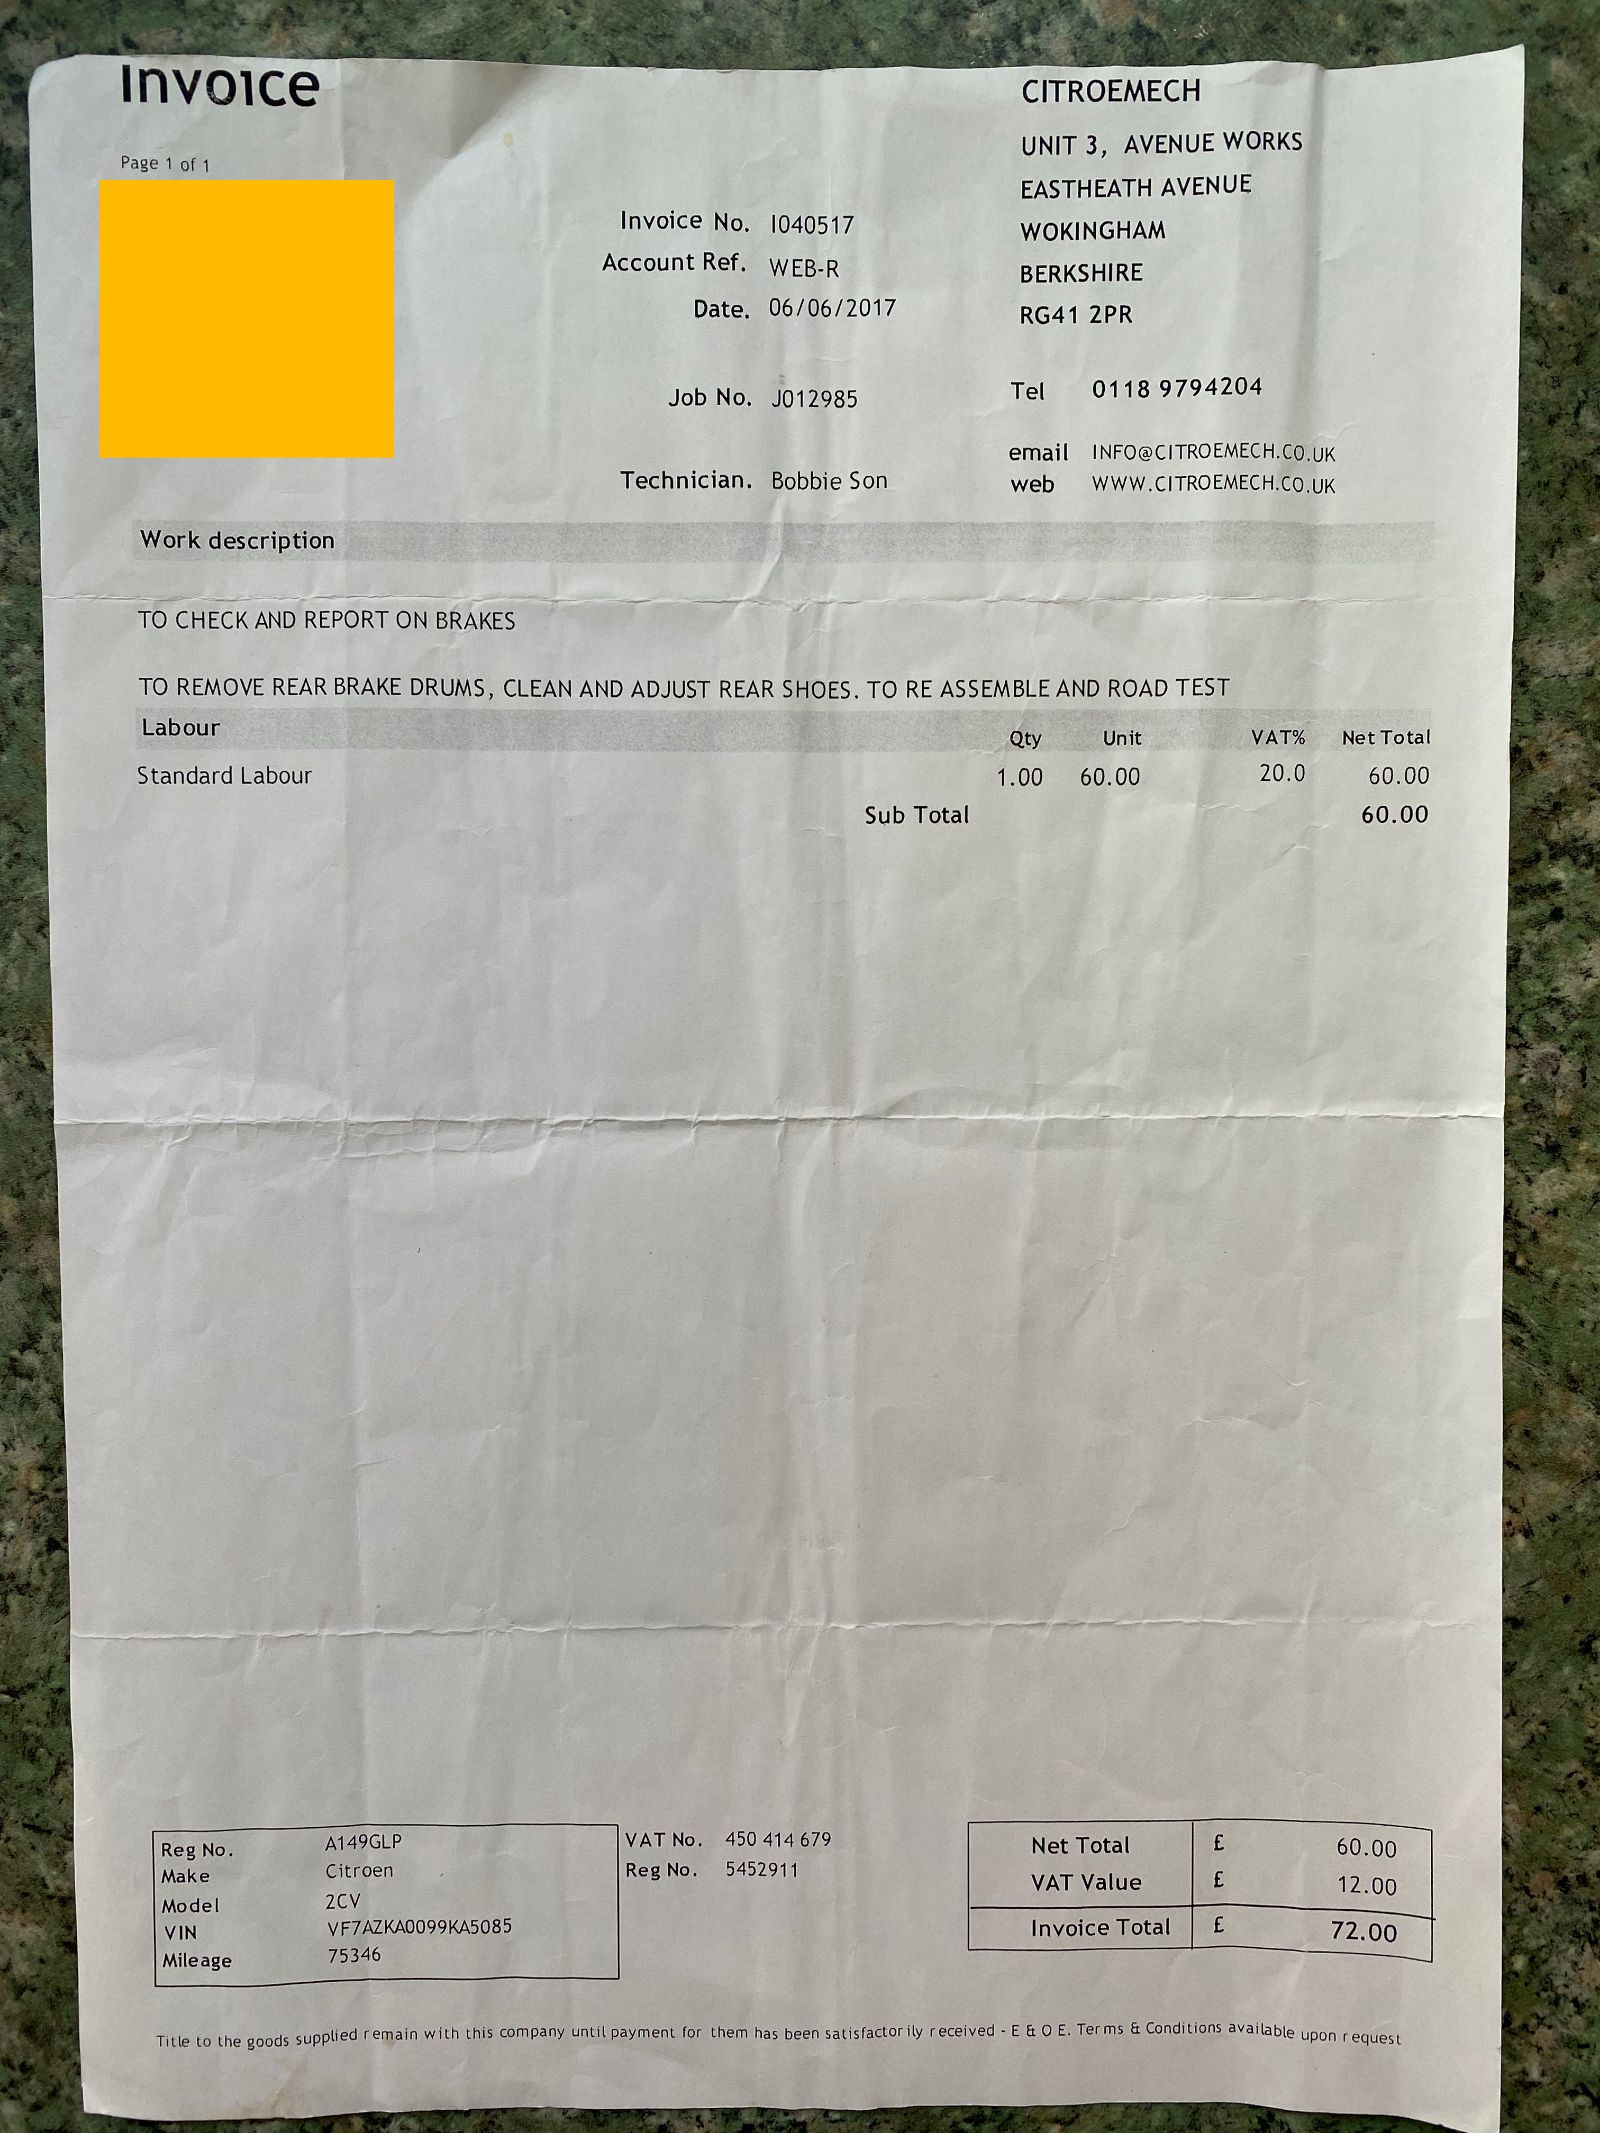 Invoice
Page 1 of 1
Invoice No. I040517
Account Ref. WEB-R
Date. 06/06/2017
Job No. J012985
Technician. Bobbie Son
CITROEMECH
UNIT 3, AVENUE WORKS
EASTHEATH AVENUE
WOKINGHAM
BERKSHIRE
RG41 2PR
Tel 0118 9794204
email INFO@CITROEMECH.CO.UK
web WWW.CITROEMECH.CO.UK
Work description
TO CHECK AND REPORT ON BRAKES
TO REMOVE REAR BRAKE DRUMS, CLEAN AND ADJUST REAR SHOES. TO RE ASSEMBLE AND ROAD TEST
Labour Qty Unit VAT% Net Total
Standard Labour 1.00 60.00 20.0 60.00
Sub Total 60.00
Reg No. A149GLP
Make Citroen
Model 2CV
VIN VF7AZKA0099KA5085
Mileage 75346
VAT No. 450 414 679
Reg No. 5452911
Net Total £ 60.00
VAT Value £ 12.00
Invoice Total £ 72.00
Title to the goods supplied remain with this company until payment for them has been satisfactorily received - E & O E. Terms & Conditions available upon request